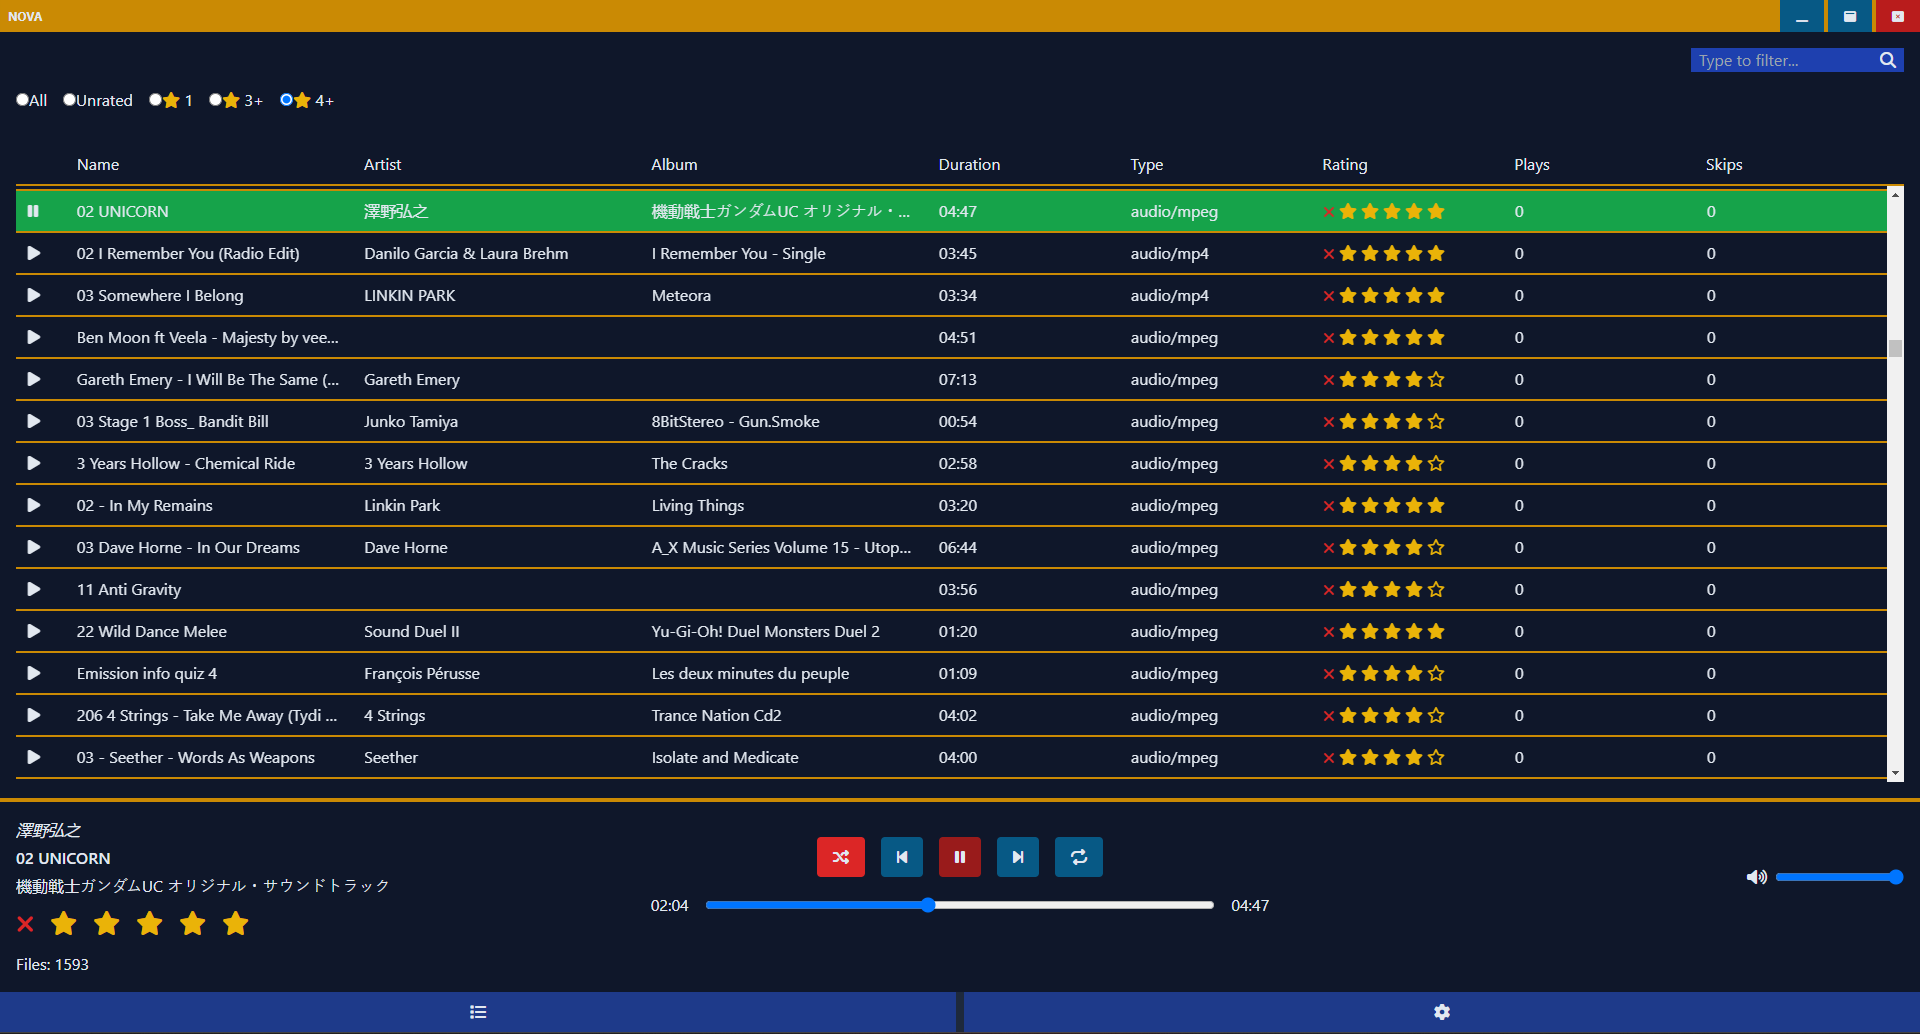 NOVA
Type to filter...
All Unrated 1 3+ 4+
Name Artist Album Duration Type Rating Plays Skips
02 UNICORN 澤野弘之 機動戦士ガンダムUC オリジナル・... 04:47 audio/mpeg 0 0
02 I Remember You (Radio Edit) Danilo Garcia & Laura Brehm I Remember You - Single 03:45 audio/mp4 0 0
03 Somewhere I Belong LINKIN PARK Meteora 03:34 audio/mp4 0 0
Ben Moon ft Veela - Majesty by vee... 04:51 audio/mpeg 0 0
Gareth Emery - I Will Be The Same (... Gareth Emery 07:13 audio/mpeg 0 0
03 Stage 1 Boss_ Bandit Bill Junko Tamiya 8BitStereo - Gun.Smoke 00:54 audio/mpeg 0 0
3 Years Hollow - Chemical Ride 3 Years Hollow The Cracks 02:58 audio/mpeg 0 0
02 - In My Remains Linkin Park Living Things 03:20 audio/mpeg 0 0
03 Dave Horne - In Our Dreams Dave Horne A_X Music Series Volume 15 - Utop... 06:44 audio/mpeg 0 0
11 Anti Gravity 03:56 audio/mpeg 0 0
22 Wild Dance Melee Sound Duel II Yu-Gi-Oh! Duel Monsters Duel 2 01:20 audio/mpeg 0 0
Emission info quiz 4 François Pérusse Les deux minutes du peuple 01:09 audio/mpeg 0 0
206 4 Strings - Take Me Away (Tydi ... 4 Strings Trance Nation Cd2 04:02 audio/mpeg 0 0
03 - Seether - Words As Weapons Seether Isolate and Medicate 04:00 audio/mpeg 0 0
澤野弘之
02 UNICORN
機動戦士ガンダムUC オリジナル・サウンドトラック
02:04 04:47
Files: 1593